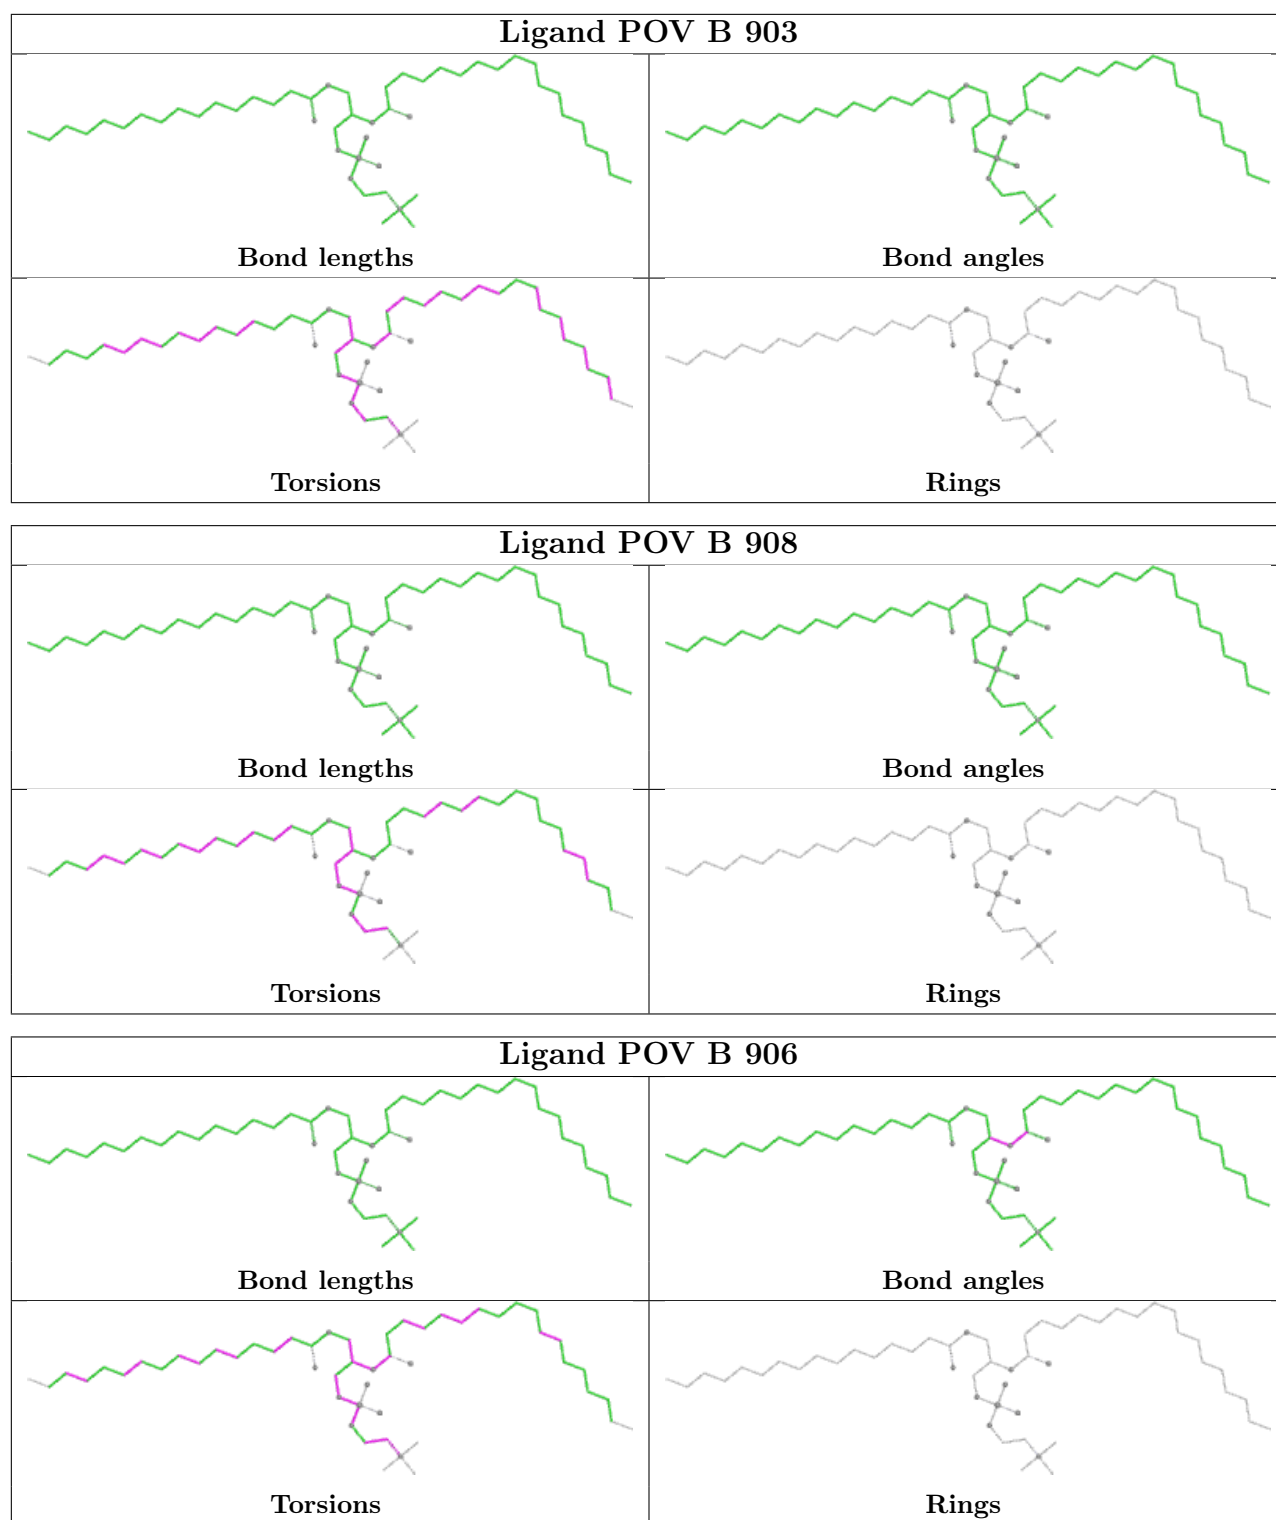 Ligand POV B 903
Bond lengths
Bond angles
Torsions
Rings
Ligand POV B 908
Bond lengths
Bond angles
Torsions
Rings
Ligand POV B 906
Bond lengths
Bond angles
Torsions
Rings